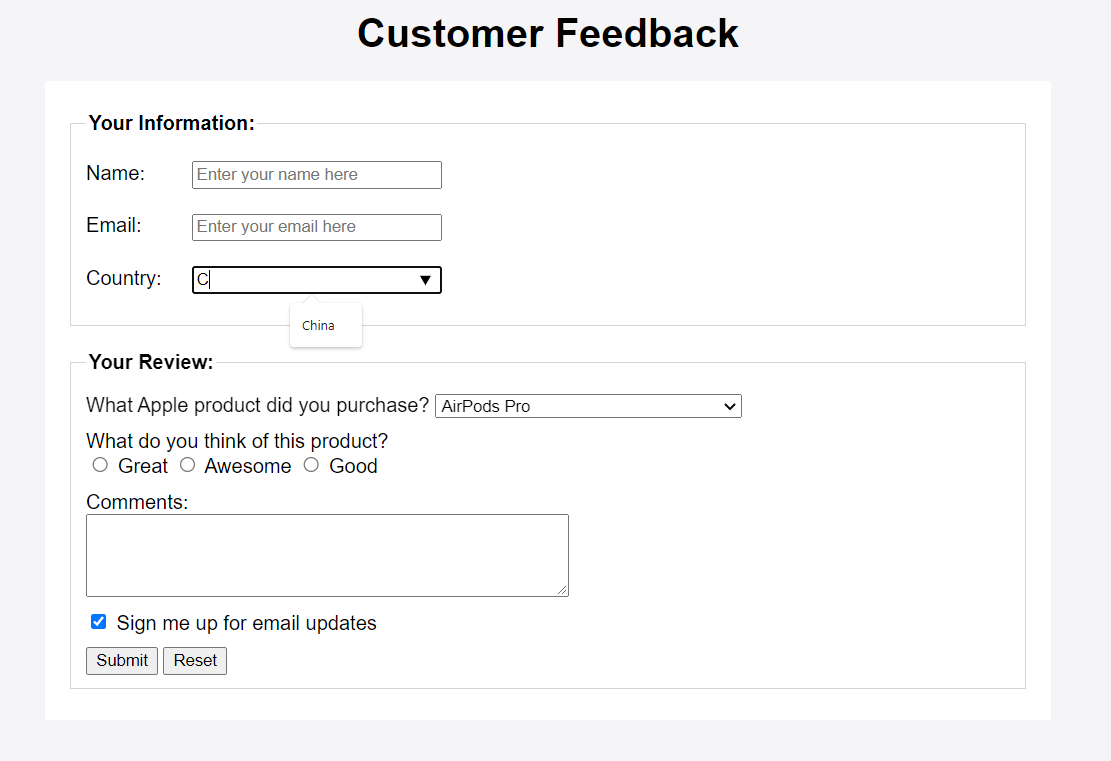 Customer Feedback
Your Information:
Name: Enter your name here
Email: Enter your email here
Country: C
China
Your Review:
What Apple product did you purchase? AirPods Pro
What do you think of this product?
Great Awesome Good
Comments:
Sign me up for email updates
Submit Reset